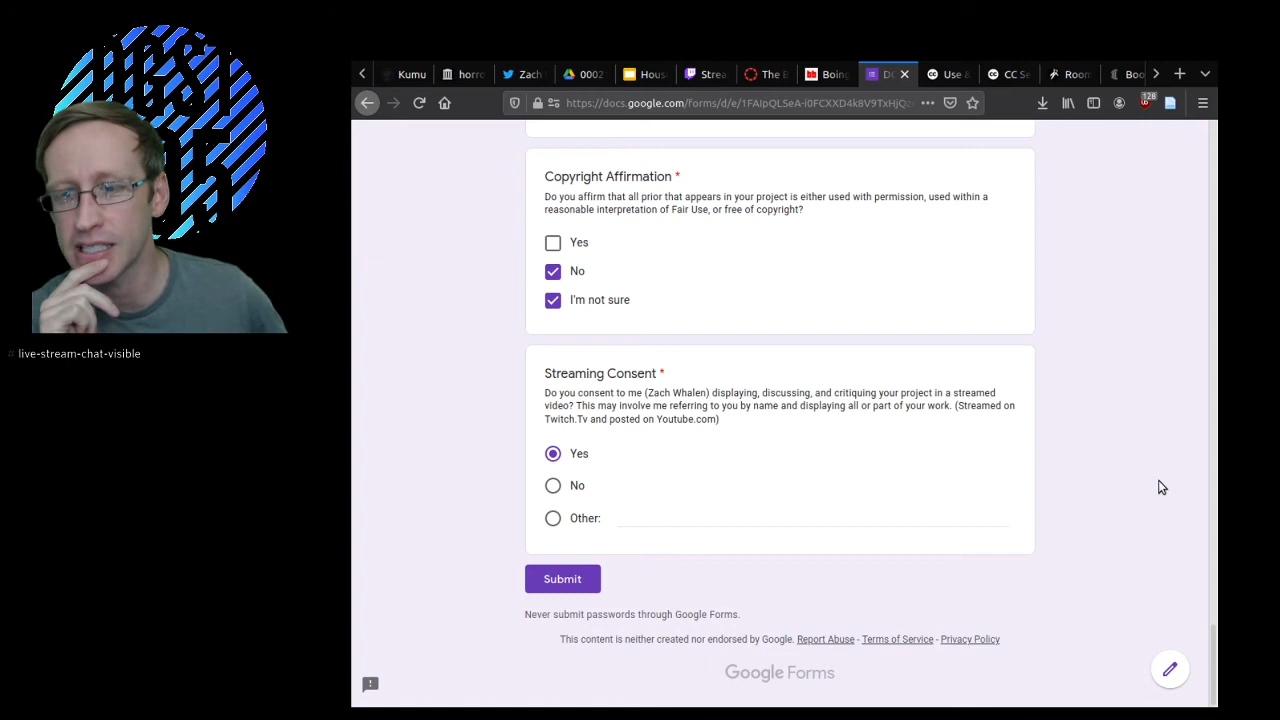 Kumu
horro
Zach
0002
Hous
Strea
The B
Boing
DG
Use &
CC Se
Room
Boo
https://docs.google.com/forms/d/e/1FAIpQLSeA-i0FCXXD4k8V9TxHjQz
128
Copyright Affirmation *
Do you affirm that all prior that appears in your project is either used with permission, used within a
reasonable interpretation of Fair Use, or free of copyright?
Yes
No
I'm not sure
# live-stream-chat-visible
Streaming Consent *
Do you consent to me (Zach Whalen) displaying, discussing, and critiquing your project in a streamed
video? This may involve me referring to you by name and displaying all or part of your work. (Streamed on
Twitch.Tv and posted on Youtube.com)
Yes
No
Other:
Submit
Never submit passwords through Google Forms.
This content is neither created nor endorsed by Google. Report Abuse - Terms of Service - Privacy Policy
Google Forms